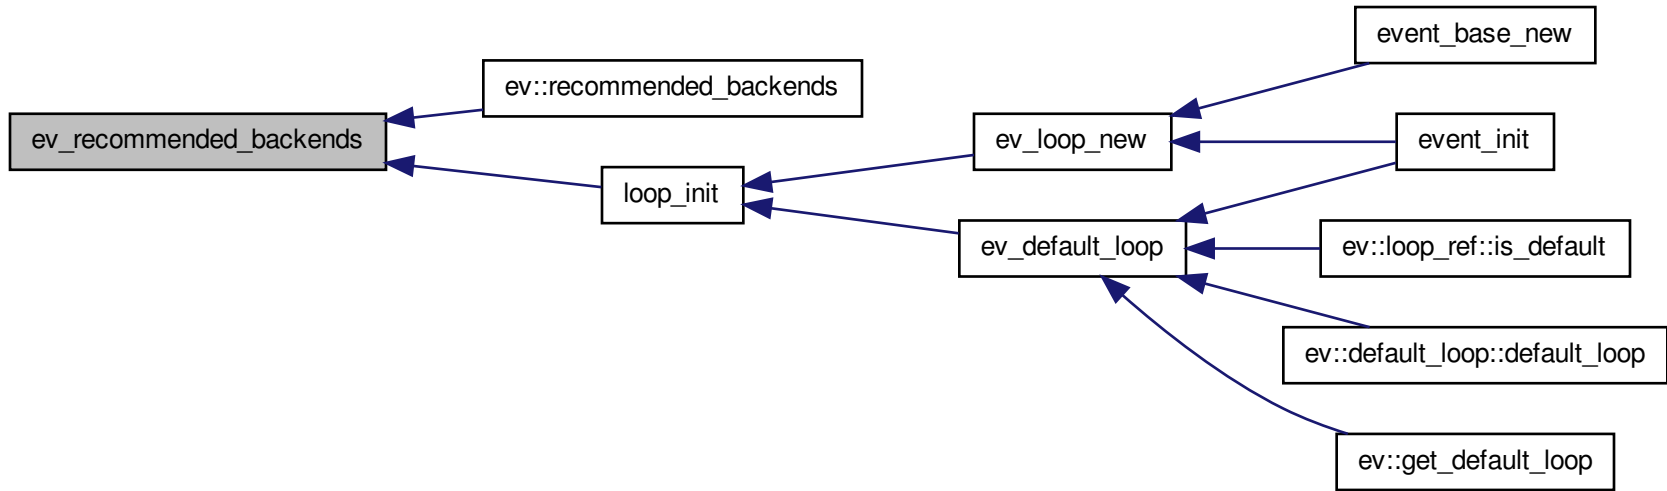 event_base_new
ev::recommended_backends
ev_recommended_backends
ev_loop_new
event_init
loop_init
ev_default_loop
ev::loop_ref::is_default
ev::default_loop::default_loop
ev::get_default_loop